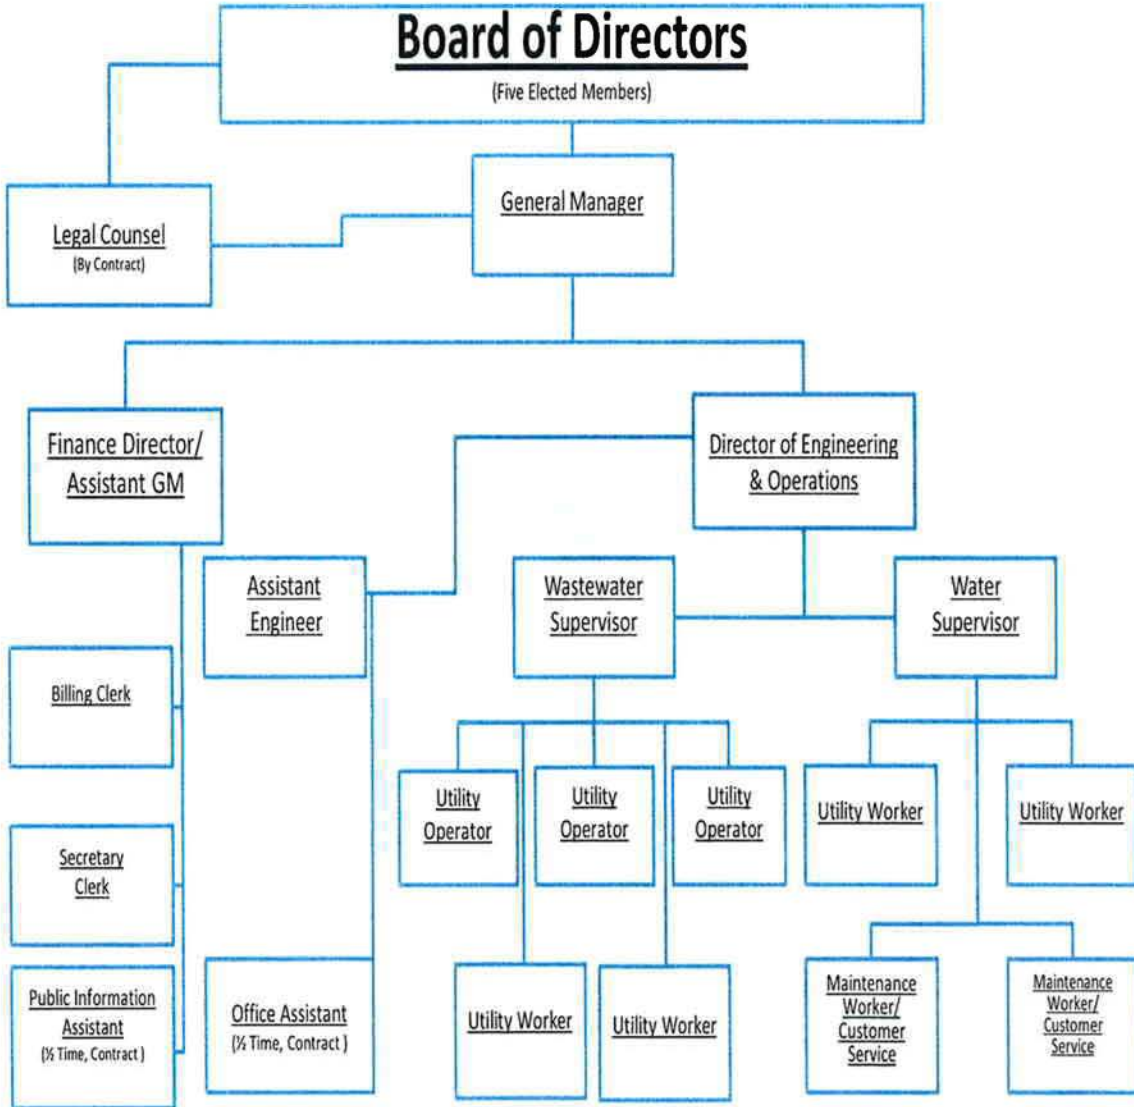 Board of Directors
(Five Elected Members)
General Manager
Legal Counsel
(By Contract)
Finance Director/
Assistant GM
Director of Engineering
& Operations
Assistant
Engineer
Wastewater
Supervisor
Water
Supervisor
Billing Clerk
Utility
Operator
Utility
Operator
Utility
Operator
Utility Worker
Utility Worker
Secretary
Clerk
Public Information
Assistant
(½ Time, Contract )
Office Assistant
(½ Time, Contract )
Utility Worker
Utility Worker
Maintenance
Worker/
Customer
Service
Maintenance
Worker/
Customer
Service